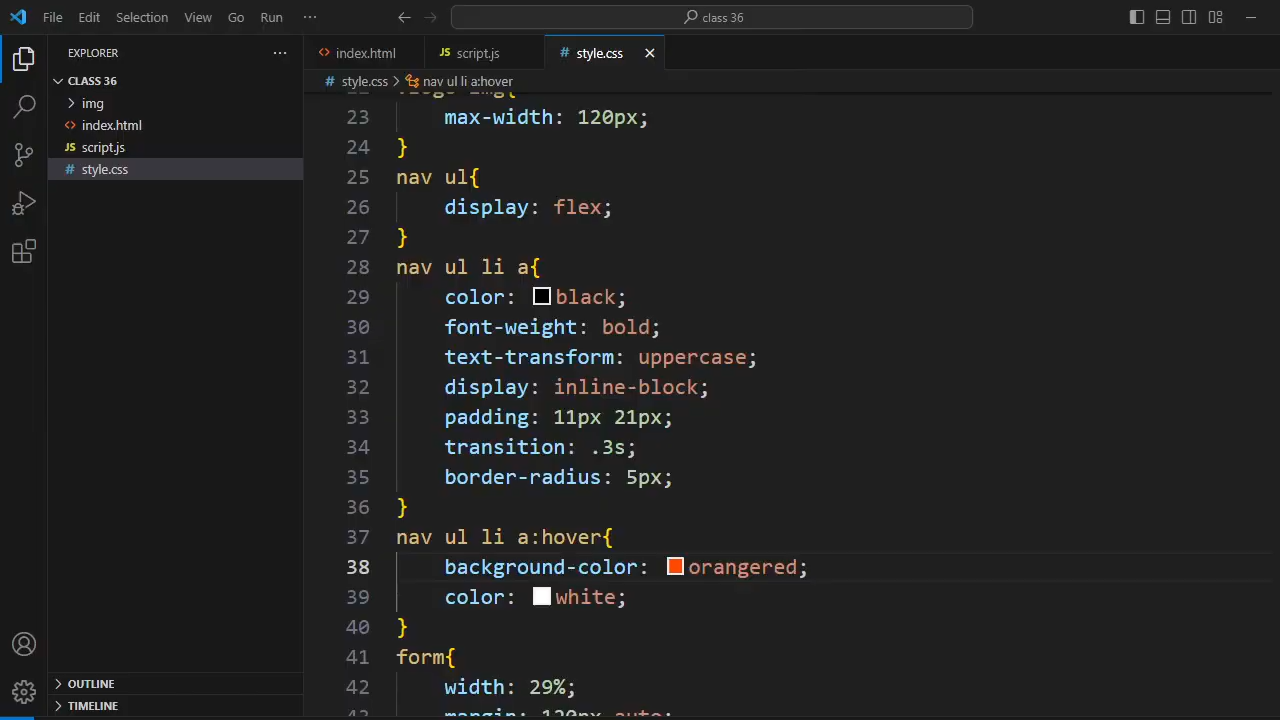 File Edit Selection View Go Run ···
class 36
EXPLORER ···
CLASS 36
img
index.html
script.js
style.css
OUTLINE
TIMELINE
index.html
script.js
style.css
style.css > nav ul li a:hover
23 max-width: 120px;
24 }
25 nav ul{
26 display: flex;
27 }
28 nav ul li a{
29 color: black;
30 font-weight: bold;
31 text-transform: uppercase;
32 display: inline-block;
33 padding: 11px 21px;
34 transition: .3s;
35 border-radius: 5px;
36 }
37 nav ul li a:hover{
38 background-color: orangered;
39 color: white;
40 }
41 form{
42 width: 29%;
43 margin: 120px auto;